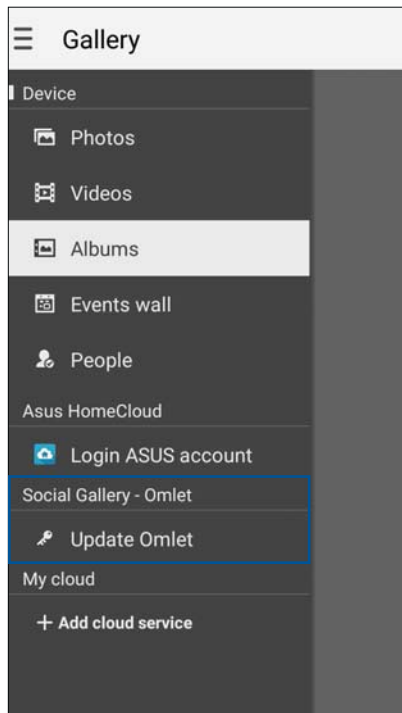 Gallery
Device
Photos
Videos
Albums
Events wall
People
Asus HomeCloud
Login ASUS account
Social Gallery - Omlet
Update Omlet
My cloud
+ Add cloud service